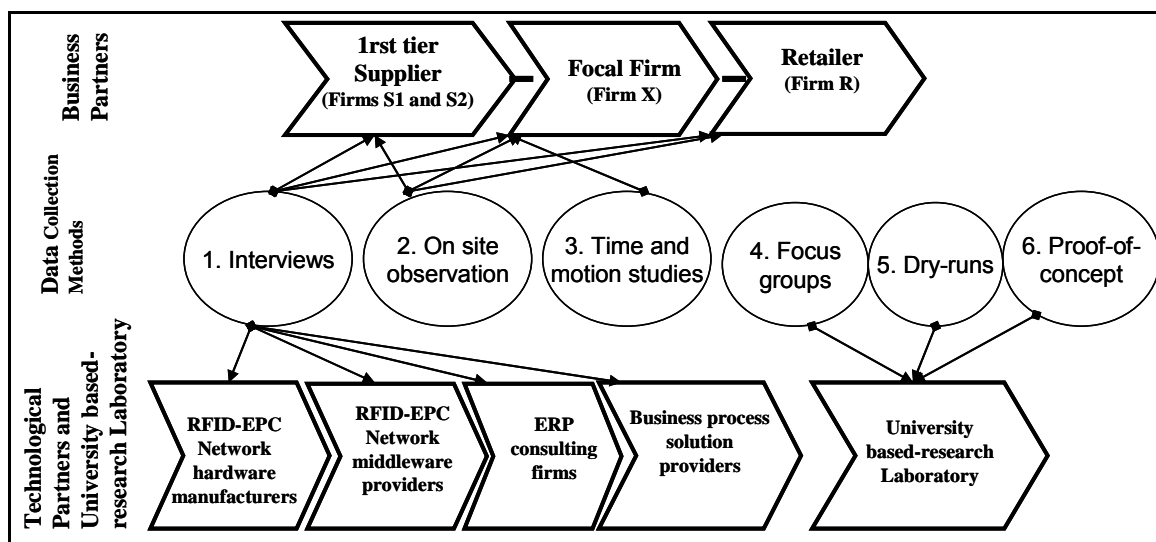 Business
Partners
1rst tier
Supplier
(Firms S1 and S2)
Focal Firm
(Firm X)
Retailer
(Firm R)
Data Collection
Methods
1. Interviews
2. On site
observation
3. Time and
motion studies
4. Focus
groups
5. Dry-runs
6. Proof-of-
concept
Technological
Partners and
University based-
research Laboratory
RFID-EPC
Network
hardware
manufacturers
RFID-EPC
Network
middleware
providers
ERP
consulting
firms
Business process
solution
providers
University
based-research
Laboratory